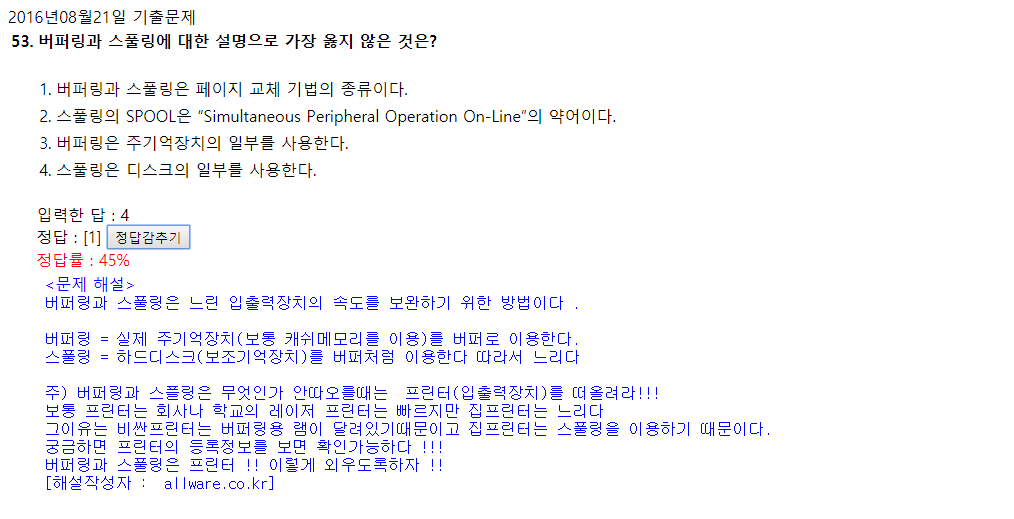 2016년08월21일 기출문제
53. 버퍼링과 스풀링에 대한 설명으로 가장 옳지 않은 것은?
1. 버퍼링과 스풀링은 페이지 교체 기법의 종류이다.
2. 스풀링의 SPOOL은 “Simultaneous Peripheral Operation On-Line”의 약어이다.
3. 버퍼링은 주기억장치의 일부를 사용한다.
4. 스풀링은 디스크의 일부를 사용한다.
입력한 답 : 4
정답 : [1] 정답감추기
정답률 : 45%
<문제 해설>
버퍼링과 스풀링은 느린 입출력장치의 속도를 보완하기 위한 방법이다 .
버퍼링 = 실제 주기억장치(보통 캐쉬메모리를 이용)를 버퍼로 이용한다.
스풀링 = 하드디스크(보조기억장치)를 버퍼처럼 이용한다 따라서 느리다
주) 버퍼링과 스플링은 무엇인가 안따오를때는 프린터(입출력장치)를 떠올려라!!!
보통 프린터는 회사나 학교의 레이저 프린터는 빠르지만 집프린터는 느리다
그이유는 비싼프린터는 버퍼링용 램이 달려있기때문이고 집프린터는 스풀링을 이용하기 때문이다.
궁금하면 프린터의 등록정보를 보면 확인가능하다 !!!
버퍼링과 스풀링은 프린터 !! 이렇게 외우도록하자 !!
[해설작성자 : allware.co.kr]